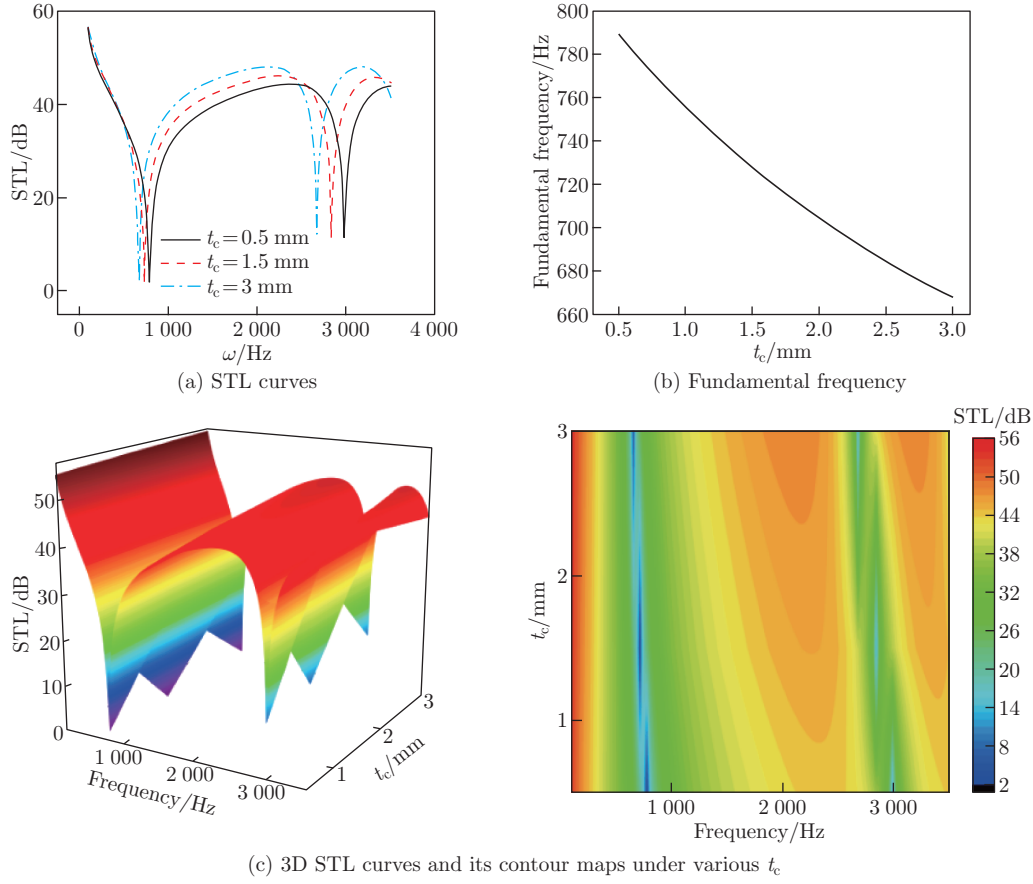 60
40
20
0
STL/dB
t_c=0.5 mm
t_c=1.5 mm
t_c=3 mm
0 1 000 2 000 3 000 4 000
ω/Hz
(a) STL curves
800
780
760
740
720
700
680
660
Fundamental frequency/Hz
0.5 1.0 1.5 2.0 2.5 3.0
t_c/mm
(b) Fundamental frequency
50
40
30
20
10
0
STL/dB
1 000
2 000
3 000
Frequency/Hz
1
2
3
t_c/mm
3
2
1
t_c/mm
1 000 2 000 3 000
Frequency/Hz
STL/dB
56
50
44
38
32
26
20
14
8
2
(c) 3D STL curves and its contour maps under various t_c